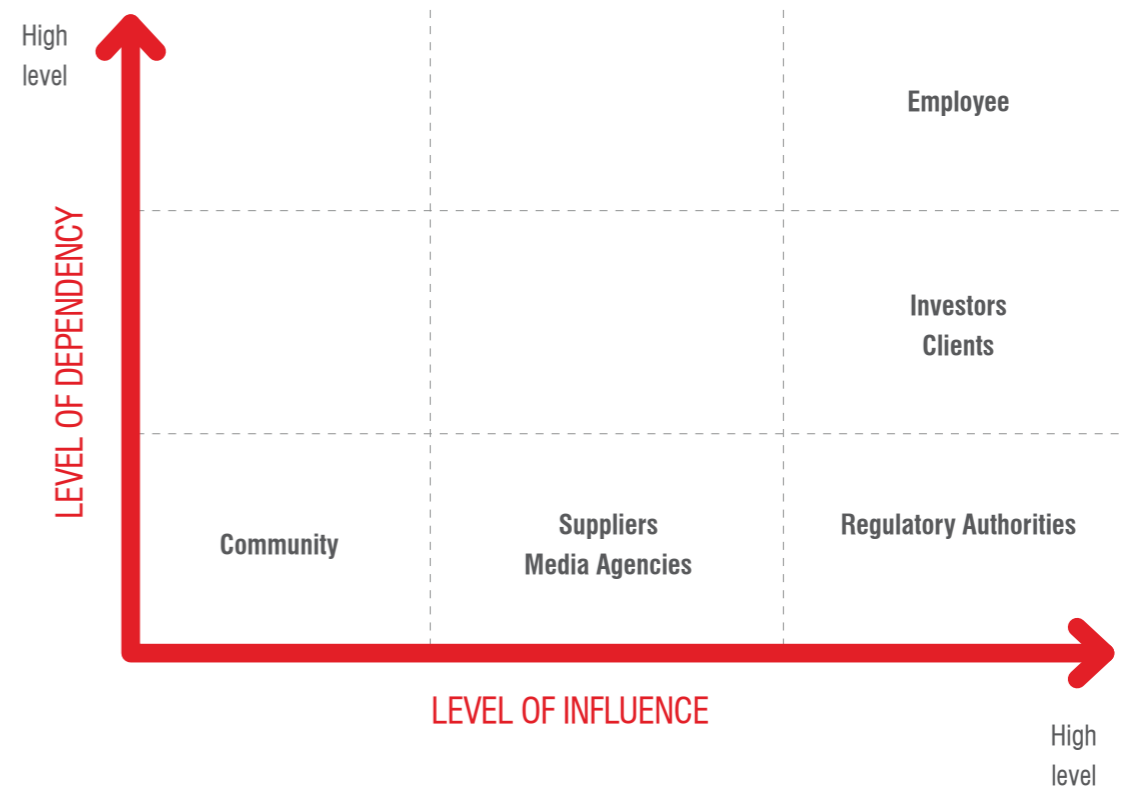 High
level
Employee
LEVEL OF DEPENDENCY
Investors
Clients
Community
Suppliers
Media Agencies
Regulatory Authorities
LEVEL OF INFLUENCE
High
level